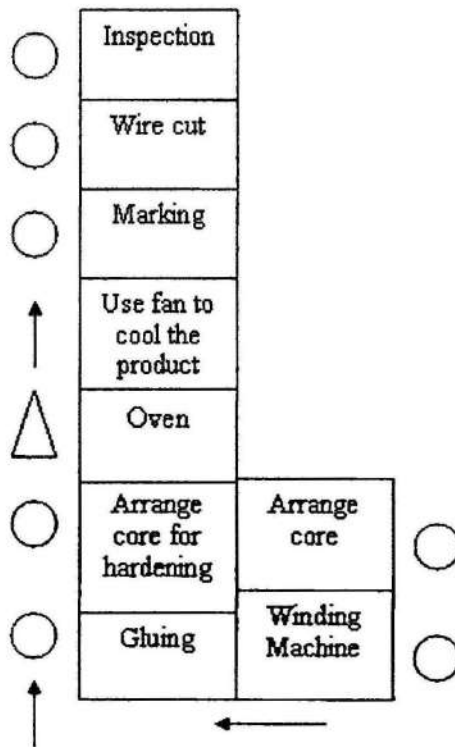 Inspection
Wire cut
Marking
Use fan to
cool the
product
Oven
Arrange
core for
hardening
Arrange
core
Gluing
Winding
Machine